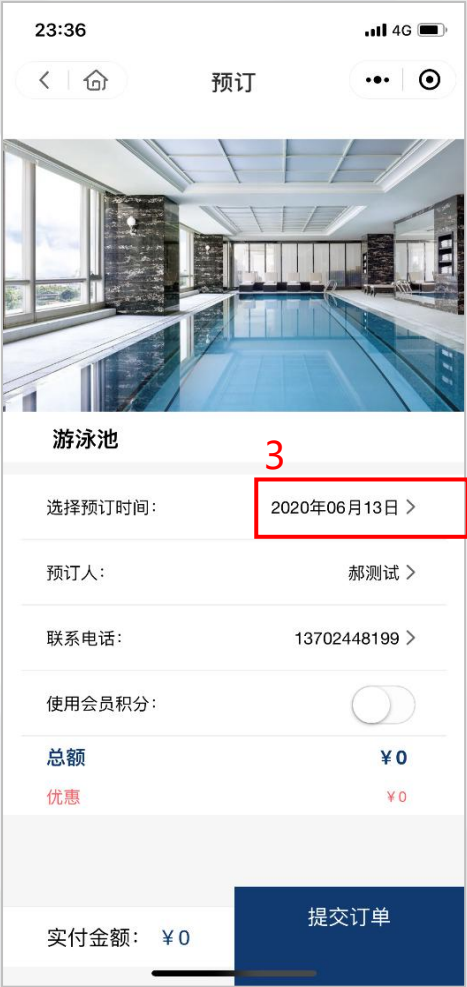 23:36
4G
预订
游泳池
3
选择预订时间:
2020年06月13日
预订人:
郝测试
联系电话:
13702448199
使用会员积分:
总额
¥0
优惠
¥0
实付金额: ¥0
提交订单